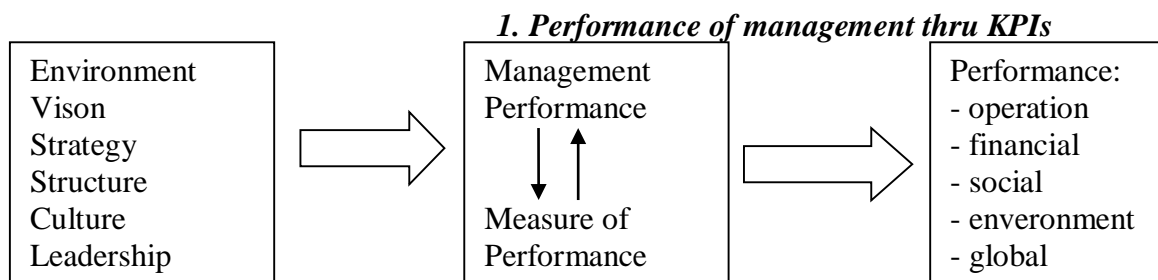 1. Performance of management thru KPIs
Environment
Vison
Strategy
Structure
Culture
Leadership
Management
Performance
Measure of
Performance
Performance:
- operation
- financial
- social
- enveronment
- global